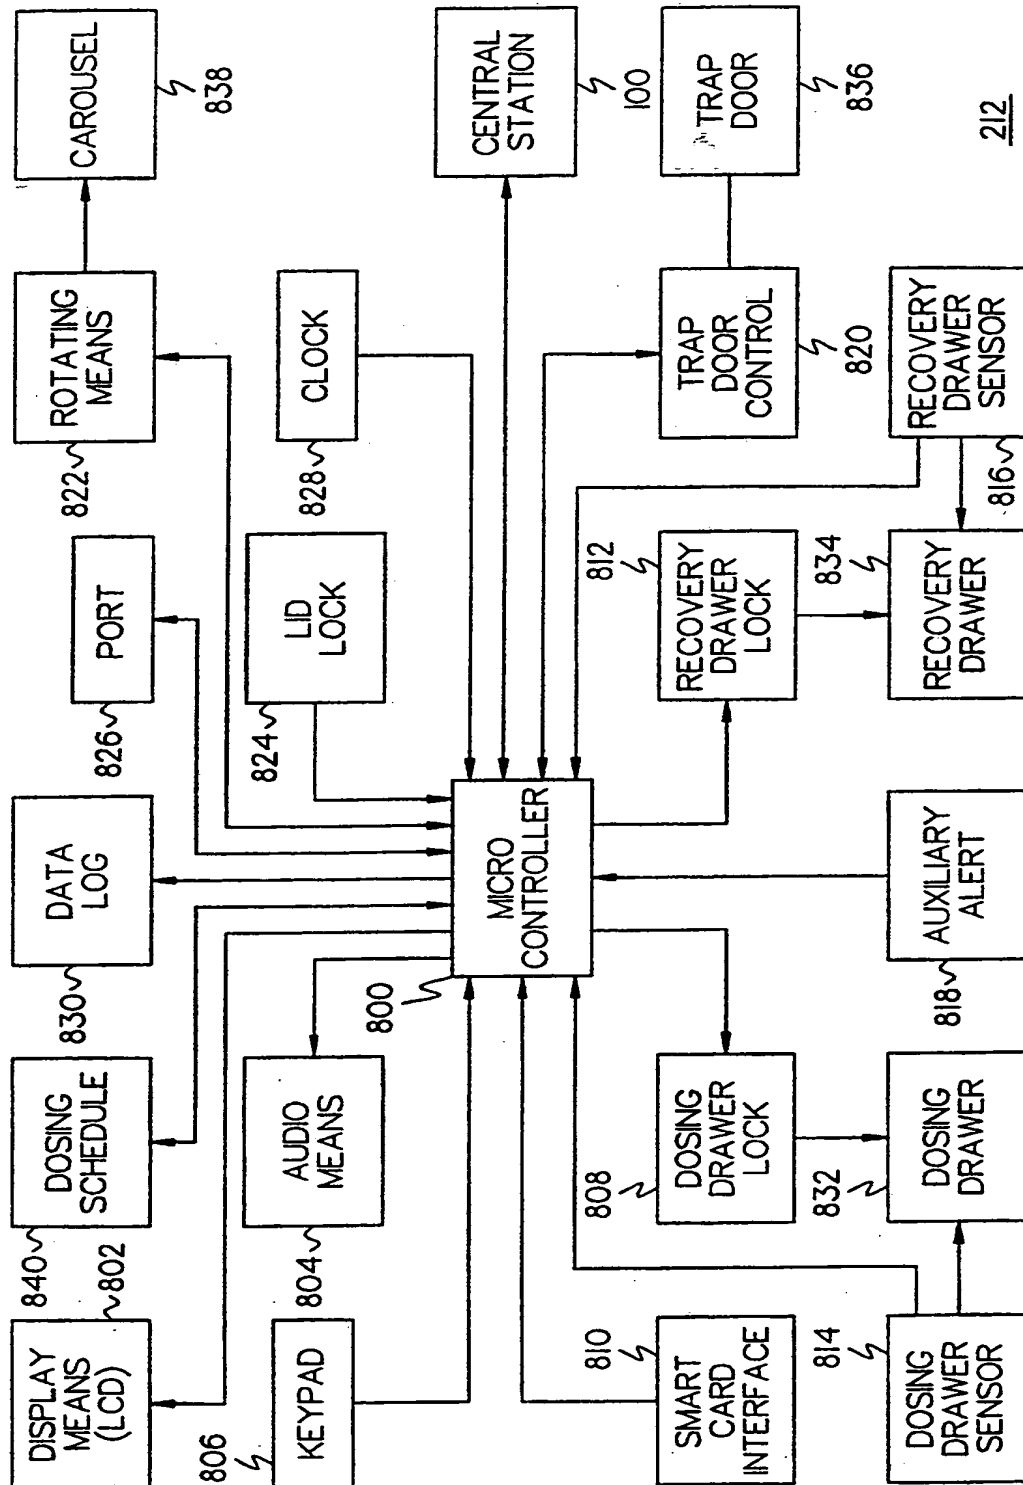 DISPLAY
MEANS
(LCD)
802
DOSING
SCHEDULE
840
DATA
LOG
830
PORT
826
ROTATING
MEANS
822
CAROUSEL
838
KEYPAD
806
AUDIO
MEANS
804
LID
LOCK
824
CLOCK
828
MICRO
CONTROLLER
800
CENTRAL
STATION
100
SMART
CARD
INTERFACE
810
DOSING
DRAWER
LOCK
808
RECOVERY
DRAWER
LOCK
812
TRAP
DOOR
CONTROL
820
TRAP
DOOR
836
DOSING
DRAWER
SENSOR
814
DOSING
DRAWER
832
AUXILIARY
ALERT
818
RECOVERY
DRAWER
834
RECOVERY
DRAWER
SENSOR
816
212